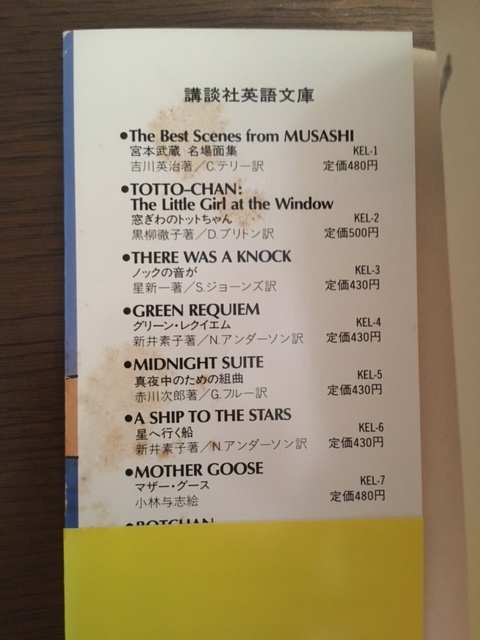 講談社英語文庫
●The Best Scenes from MUSASHI
宮本武蔵 名場面集 KEL-1
吉川英治著/C.テリー訳 定価480円
●TOTTO-CHAN:
The Little Girl at the Window
窓ぎわのトットちゃん KEL-2
黒柳徹子著/D.ブリトン訳 定価500円
●THERE WAS A KNOCK
ノックの音が KEL-3
星新一著/S.ジョーンズ訳 定価430円
●GREEN REQUIEM
グリーン・レクイエム KEL-4
新井素子著/N.アンダーソン訳 定価430円
●MIDNIGHT SUITE
真夜中のための組曲 KEL-5
赤川次郎著/G.フルー訳 定価430円
●A SHIP TO THE STARS
星へ行く船 KEL-6
新井素子著/N.アンダーソン訳 定価430円
●MOTHER GOOSE
マザー・グース KEL-7
小林与志絵 定価480円
●BOTCHAN